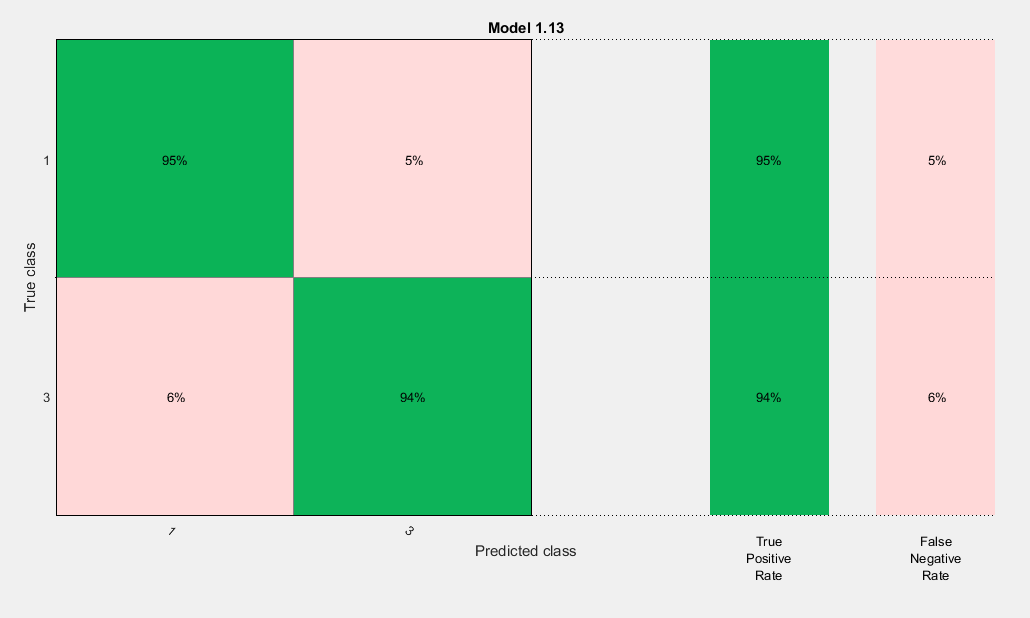 Model 1.13
1
95%
5%
95%
5%
True class
3
6%
94%
94%
6%
1
3
Predicted class
True
Positive
Rate
False
Negative
Rate